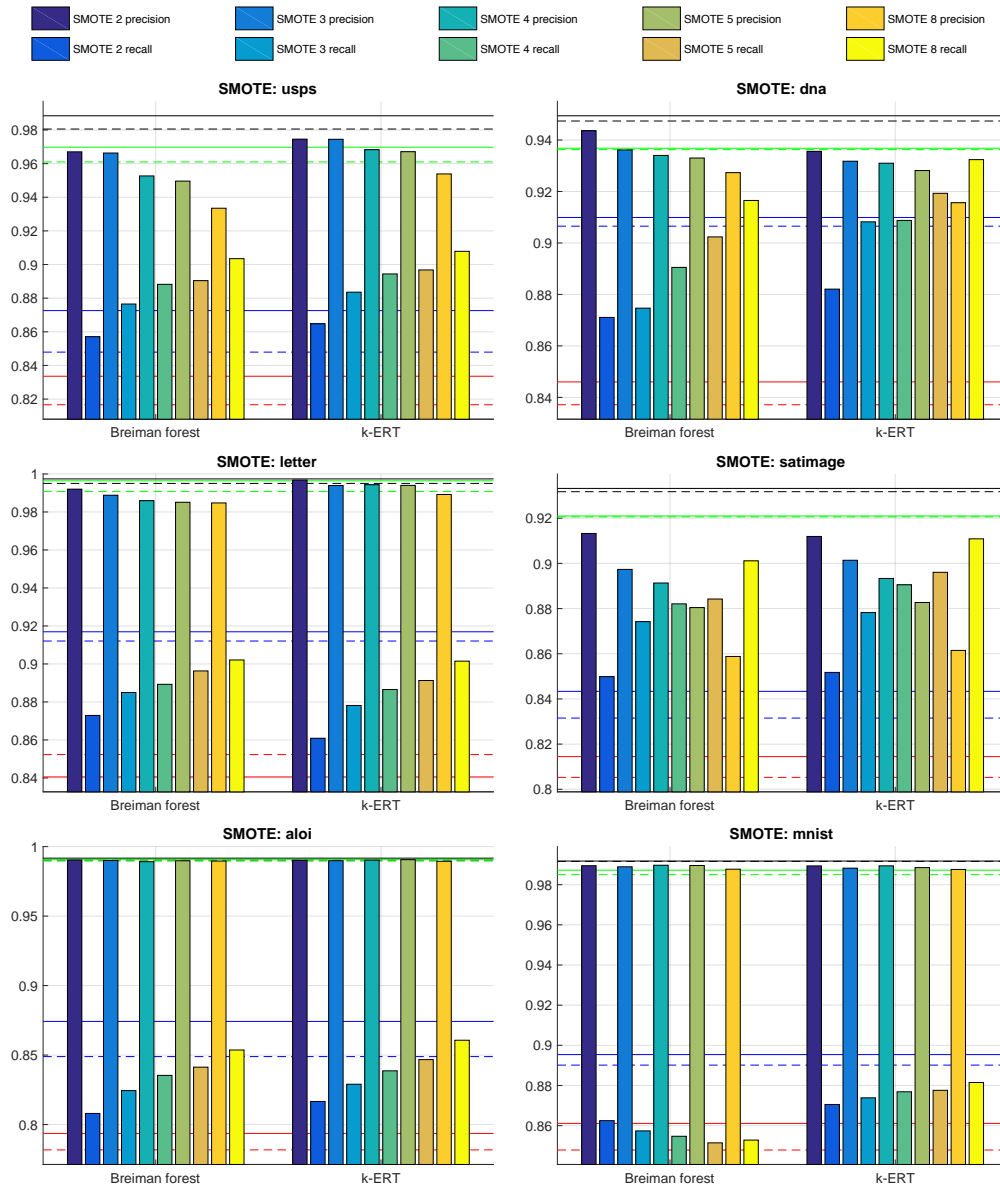 SMOTE 2 precision
SMOTE 3 precision
SMOTE 4 precision
SMOTE 5 precision
SMOTE 8 precision
SMOTE 2 recall
SMOTE 3 recall
SMOTE 4 recall
SMOTE 5 recall
SMOTE 8 recall
SMOTE: usps
0.98
0.96
0.94
0.92
0.9
0.88
0.86
0.84
0.82
Breiman forest
k-ERT
SMOTE: dna
0.94
0.92
0.9
0.88
0.86
0.84
Breiman forest
k-ERT
SMOTE: letter
1
0.98
0.96
0.94
0.92
0.9
0.88
0.86
0.84
Breiman forest
k-ERT
SMOTE: satimage
0.92
0.9
0.88
0.86
0.84
0.82
0.8
Breiman forest
k-ERT
SMOTE: aloi
1
0.95
0.9
0.85
0.8
Breiman forest
k-ERT
SMOTE: mnist
0.98
0.96
0.94
0.92
0.9
0.88
0.86
Breiman forest
k-ERT